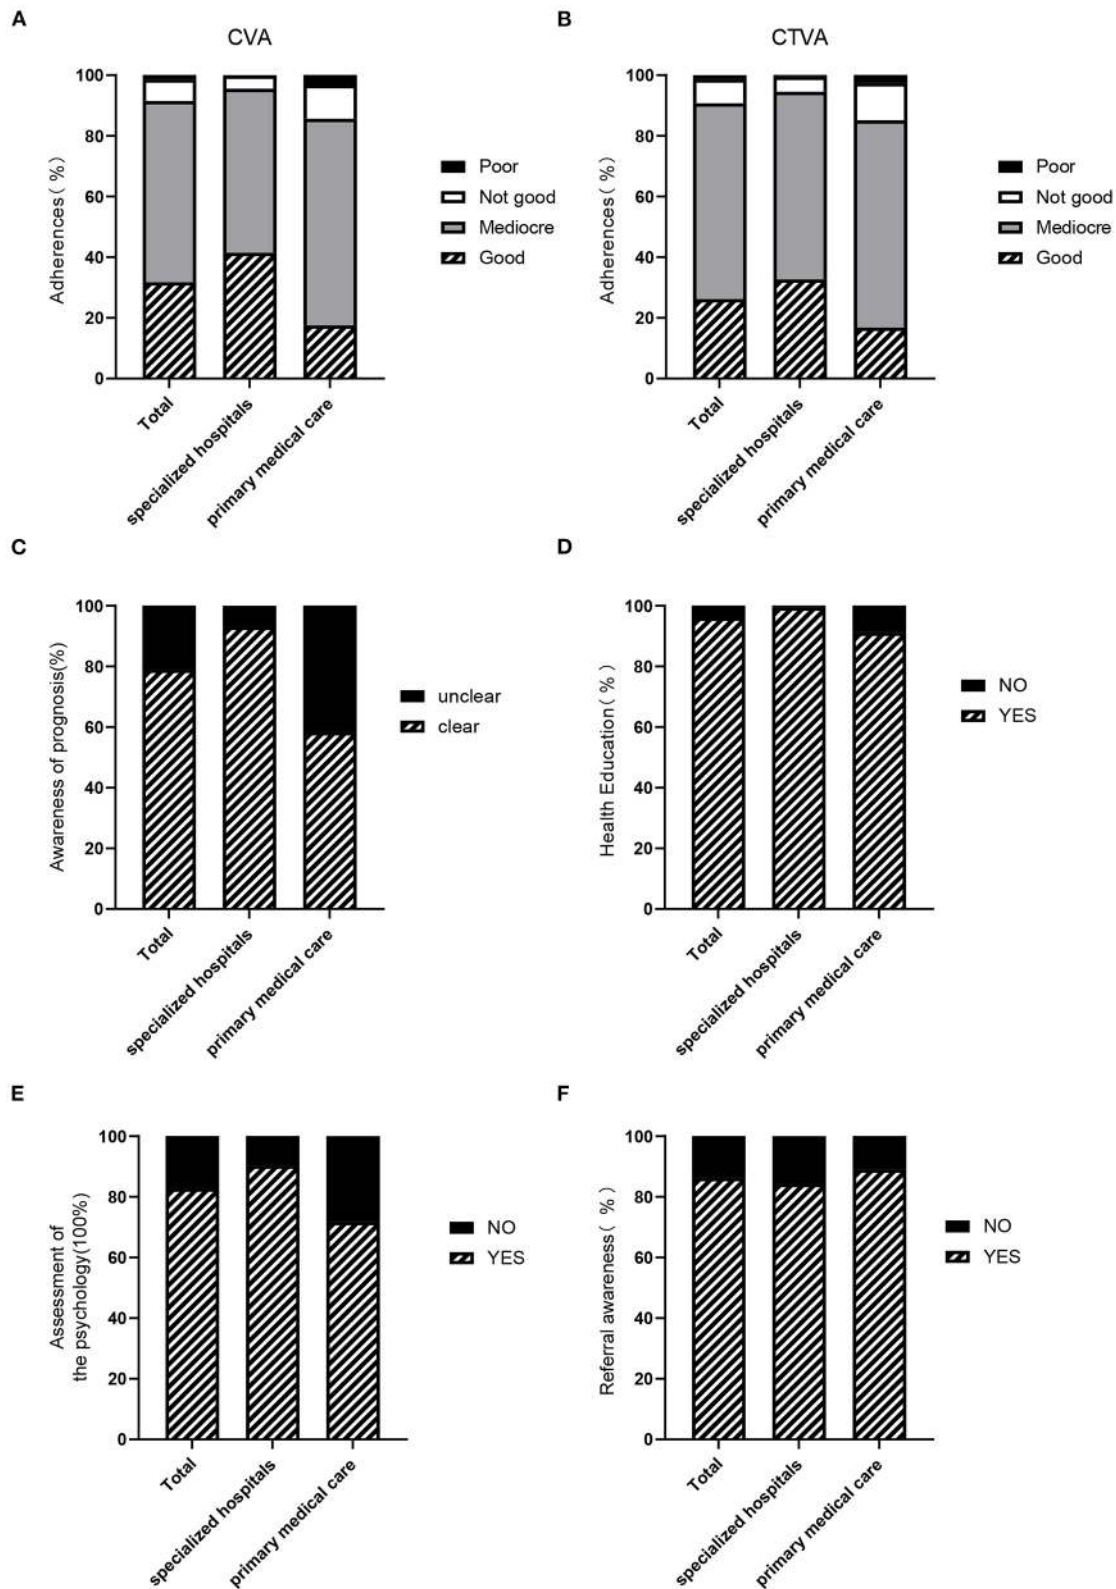 A
CVA
100
80
60
40
20
0
Adherences( %)
Total
specialized hospitals
primary medical care
Poor
Not good
Mediocre
Good
B
CTVA
100
80
60
40
20
0
Adherences( %)
Total
specialized hospitals
primary medical care
Poor
Not good
Mediocre
Good
C
100
80
60
40
20
0
Awareness of prognosis(%)
Total
specialized hospitals
primary medical care
unclear
clear
D
100
80
60
40
20
0
Health Education( % )
Total
specialized hospitals
primary medical care
NO
YES
E
100
80
60
40
20
0
Assessment of
the psychology(100%)
Total
specialized hospitals
primary medical care
NO
YES
F
100
80
60
40
20
0
Referral awareness( % )
Total
specialized hospitals
primary medical care
NO
YES